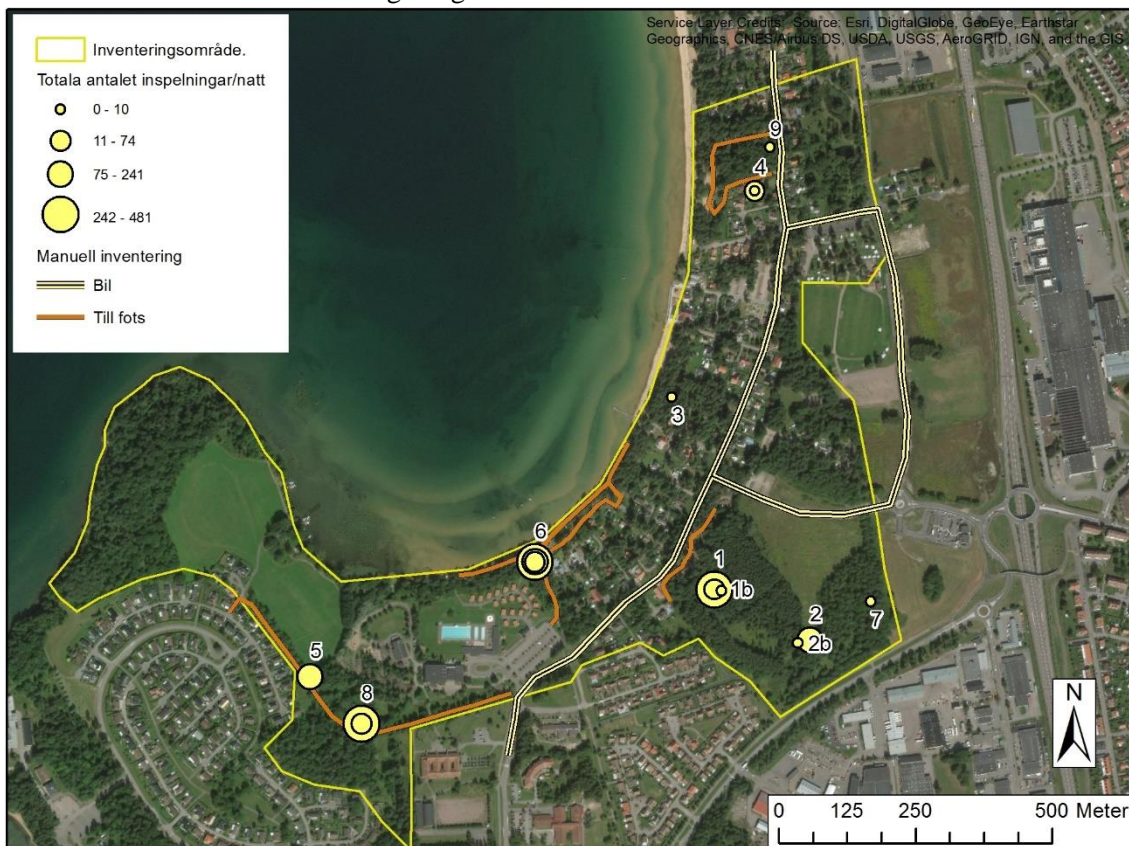 Service Layer Credits: Source: Esri, DigitalGlobe, GeoEye, Earthstar
Geographics, CNES/Airbus DS, USDA, USGS, AeroGRID, IGN, and the GIS
Inventeringsområde.
Totala antalet inspelningar/natt
0 - 10
11 - 74
75 - 241
242 - 481
Manuell inventering
Bil
Till fots
9
4
3
6
1
1b
2
2b
7
5
8
N
0 125 250 500 Meter